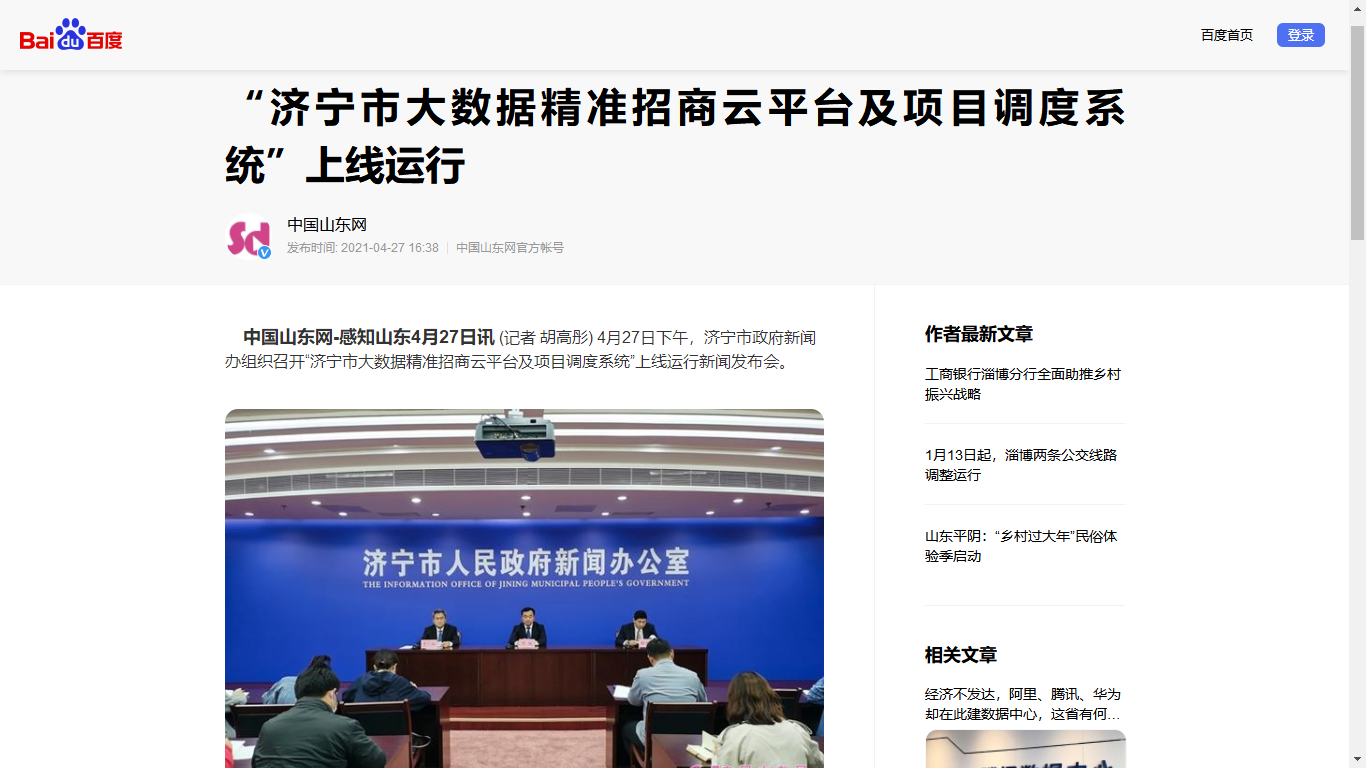 Bai du 百度
百度首页
登录
“济宁市大数据精准招商云平台及项目调度系
统”上线运行
中国山东网
发布时间: 2021-04-27 16:38
中国山东网官方帐号
中国山东网-感知山东4月27日讯 (记者 胡高彤) 4月27日下午，济宁市政府新闻
办组织召开“济宁市大数据精准招商云平台及项目调度系统”上线运行新闻发布会。
济宁市人民政府新闻办公室
THE INFORMATION OFFICE OF JINING MUNICIPAL PEOPLE'S GOVERNMENT
作者最新文章
工商银行淄博分行全面助推乡村
振兴战略
1月13日起，淄博两条公交线路
调整运行
山东平阴：“乡村过大年”民俗体
验季启动
相关文章
经济不发达，阿里、腾讯、华为
却在此建数据中心，这省有何...